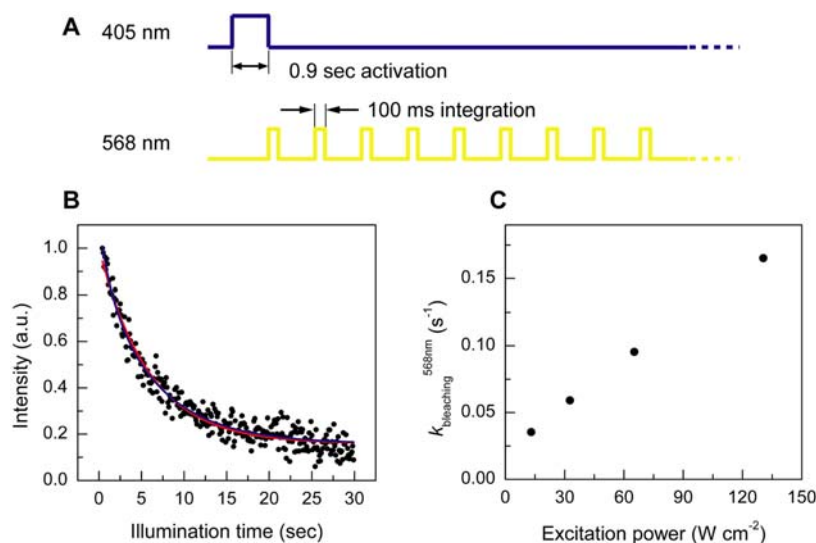 A
405 nm
0.9 sec activation
100 ms integration
568 nm
B
1.0
0.8
0.6
0.4
0.2
0.0
Intensity (a.u.)
0 5 10 15 20 25 30
Illumination time (sec)
C
0.15
0.10
0.05
0.00
k bleaching 568nm (s⁻¹)
0 30 60 90 120 150
Excitation power (W cm⁻²)